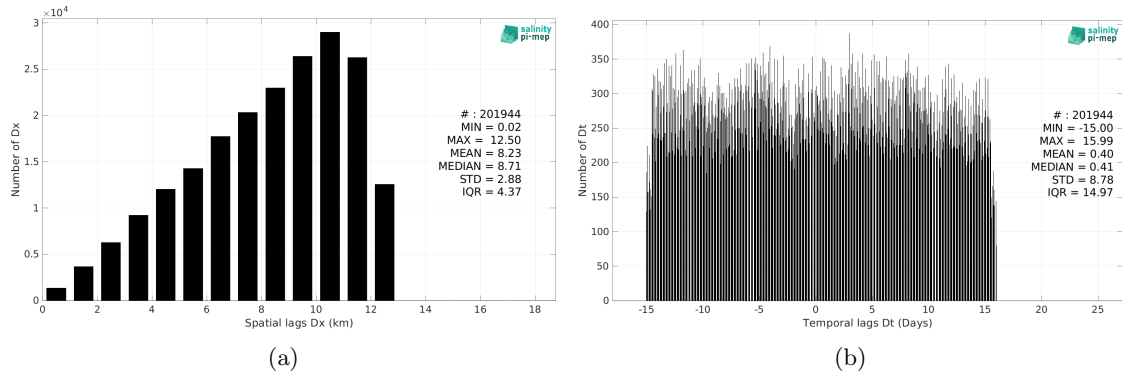 ×10⁴
3
2.5
2
1.5
1
0.5
0
0 2 4 6 8 10 12 14 16 18
Number of Dx
Spatial lags Dx (km)
salinity
pi-mep
# : 201944
MIN = 0.02
MAX = 12.50
MEAN = 8.23
MEDIAN = 8.71
STD = 2.88
IQR = 4.37
(a)
400
350
300
250
200
150
100
50
0
-15 -10 -5 0 5 10 15 20 25
Number of Dt
Temporal lags Dt (Days)
salinity
pi-mep
# : 201944
MIN = -15.00
MAX = 15.99
MEAN = 0.40
MEDIAN = 0.41
STD = 8.78
IQR = 14.97
(b)